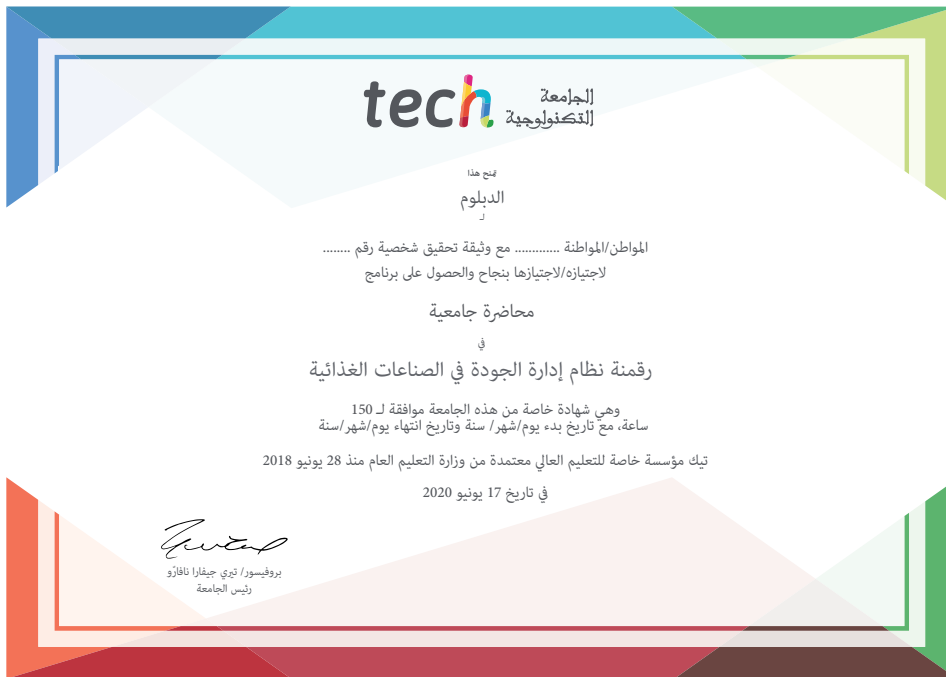 tech الجامعة
التكنولوجية
يمنح هذا
الدبلوم
لـ
المواطن/المواطنة ............. مع وثيقة تحقيق شخصية رقم ........
لاجتيازه/لاجتيازها بنجاح والحصول على برنامج
محاضرة جامعية
في
رقمنة نظام إدارة الجودة في الصناعات الغذائية
وهي شهادة خاصة من هذه الجامعة موافقة لـ 150
ساعة، مع تاريخ بدء يوم/شهر/ سنة وتاريخ انتهاء يوم/شهر/سنة
تيك مؤسسة خاصة للتعليم العالي معتمدة من وزارة التعليم العام منذ 28 يونيو 2018
في تاريخ 17 يونيو 2020
بروفيسور/ تيري جيفارا نافارّو
رئيس الجامعة